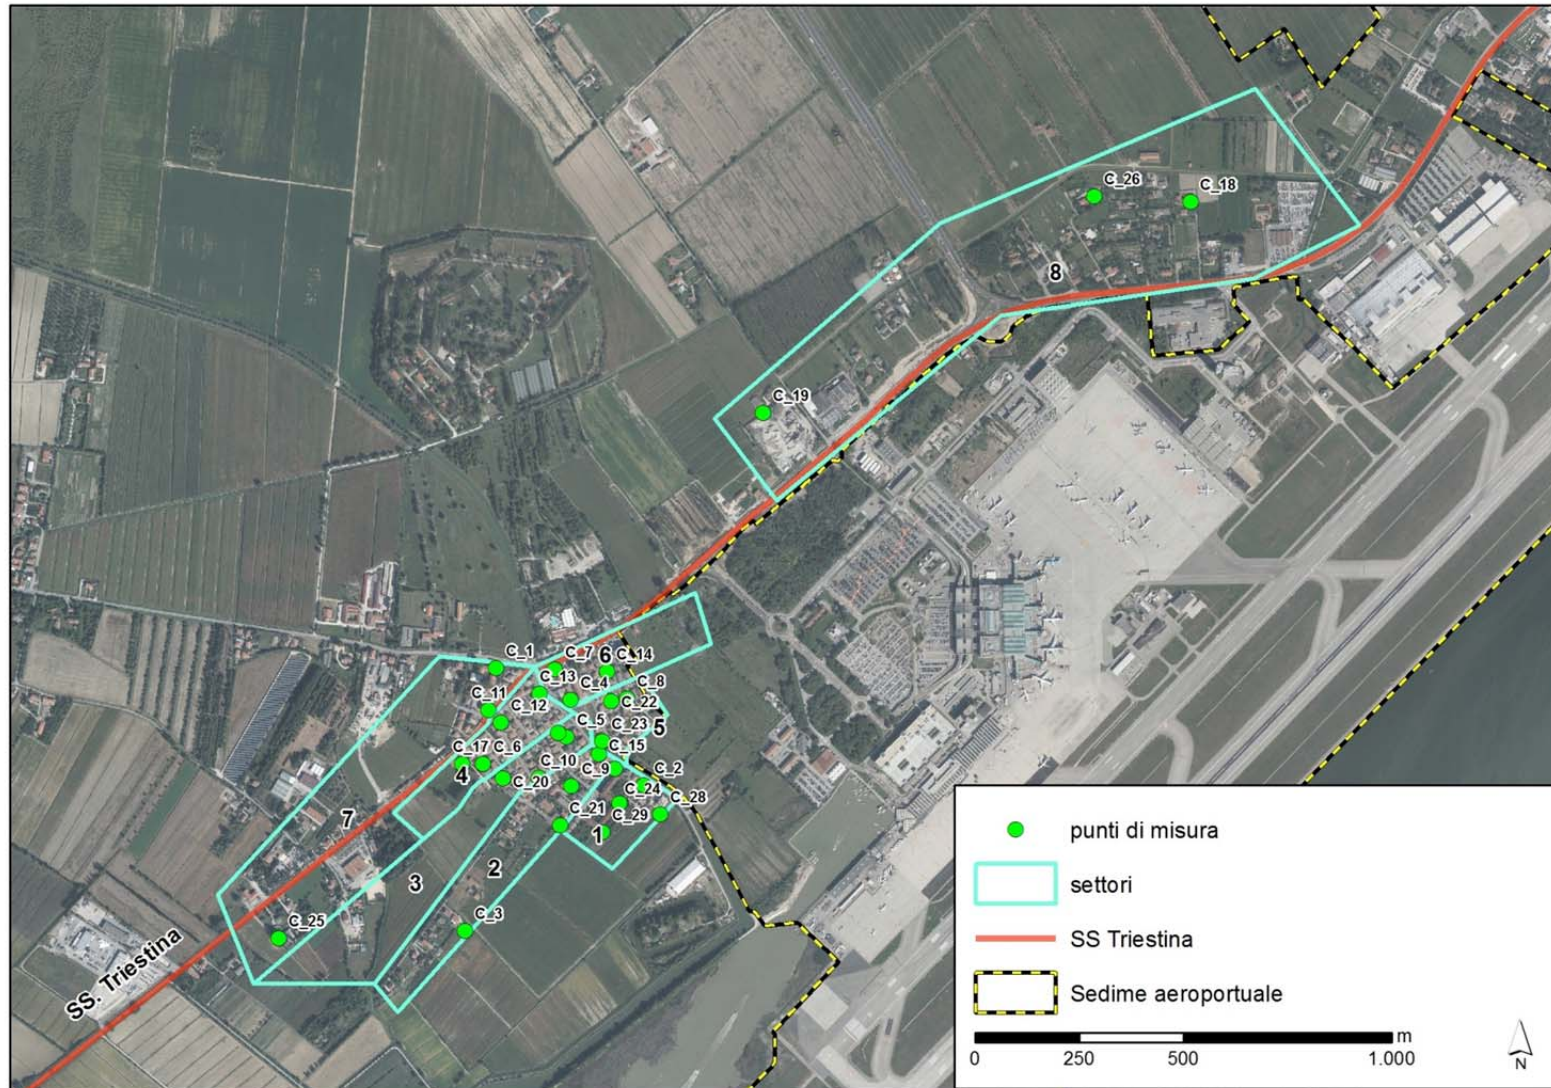 C_26
C_18
8
C_19
C_1
C_7
6
C_14
C_13
C_4
C_8
C_11
C_12
C_22
C_5
C_23
5
C_17
C_6
C_15
4
C_10
C_9
C_2
C_20
C_24
C_28
C_21
C_29
1
7
2
3
C_25
C_3
SS. Triestina
punti di misura
settori
SS Triestina
Sedime aeroportuale
m
0 250 500 1.000
N